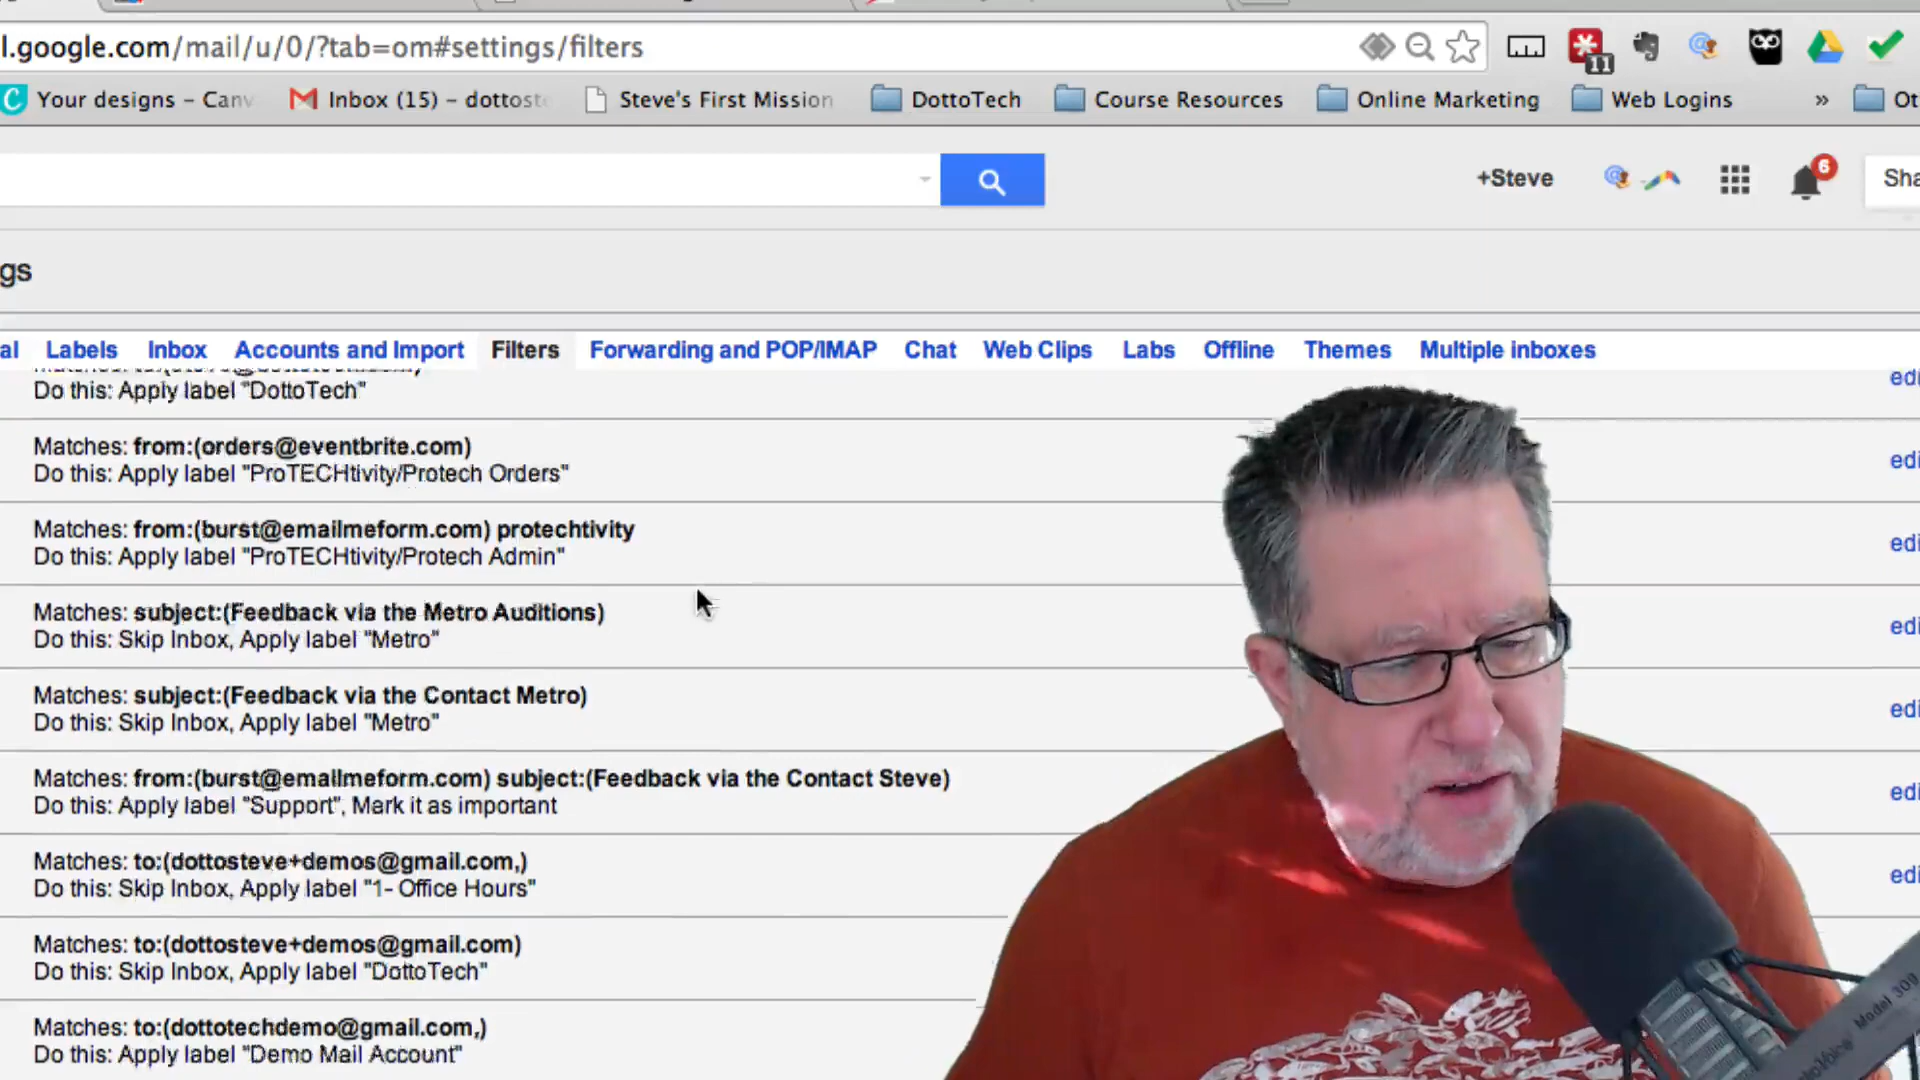 l.google.com/mail/u/0/?tab=om#settings/filters
11
Your designs - Canv
Inbox (15) - dottoste
Steve's First Mission
DottoTech
Course Resources
Online Marketing
Web Logins
»
Ot
+Steve
6
Sha
gs
al
Labels
Inbox
Accounts and Import
Filters
Forwarding and POP/IMAP
Chat
Web Clips
Labs
Offline
Themes
Multiple inboxes
Do this: Apply label "DottoTech"
edi
Matches: from:(orders@eventbrite.com)
Do this: Apply label "ProTECHtivity/Protech Orders"
edi
Matches: from:(burst@emailmeform.com) protechtivity
Do this: Apply label "ProTECHtivity/Protech Admin"
edi
Matches: subject:(Feedback via the Metro Auditions)
Do this: Skip Inbox, Apply label "Metro"
edi
Matches: subject:(Feedback via the Contact Metro)
Do this: Skip Inbox, Apply label "Metro"
edi
Matches: from:(burst@emailmeform.com) subject:(Feedback via the Contact Steve)
Do this: Apply label "Support", Mark it as important
edi
Matches: to:(dottosteve+demos@gmail.com,)
Do this: Skip Inbox, Apply label "1- Office Hours"
edi
Matches: to:(dottosteve+demos@gmail.com)
Do this: Skip Inbox, Apply label "DottoTech"
Matches: to:(dottotechdemo@gmail.com,)
Do this: Apply label "Demo Mail Account"
Model 309